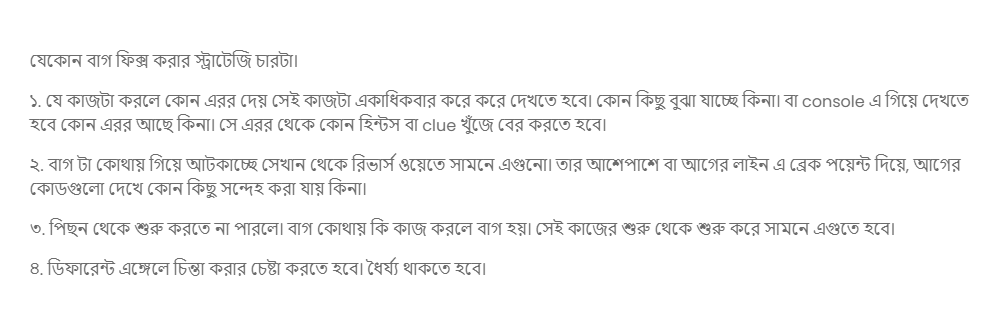 যেকোন বাগ ফিক্স করার স্ট্রাটেজি চারটা।
১. যে কাজটা করলে কোন এরর দেয় সেই কাজটা একাধিকবার করে করে দেখতে হবে। কোন কিছু বুঝা যাচ্ছে কিনা। বা console এ গিয়ে দেখতে
হবে কোন এরর আছে কিনা। সে এরর থেকে কোন হিন্টস বা clue খুঁজে বের করতে হবে।
২. বাগ টা কোথায় গিয়ে আটকাচ্ছে সেখান থেকে রিভার্স ওয়েতে সামনে এগুনো। তার আশেপাশে বা আগের লাইন এ ব্রেক পয়েন্ট দিয়ে, আগের
কোডগুলো দেখে কোন কিছু সন্দেহ করা যায় কিনা।
৩. পিছন থেকে শুরু করতে না পারলে। বাগ কোথায় কি কাজ করলে বাগ হয়। সেই কাজের শুরু থেকে শুরু করে সামনে এগুতে হবে।
৪. ডিফারেন্ট এঙ্গেলে চিন্তা করার চেষ্টা করতে হবে। ধৈর্য্য থাকতে হবে।